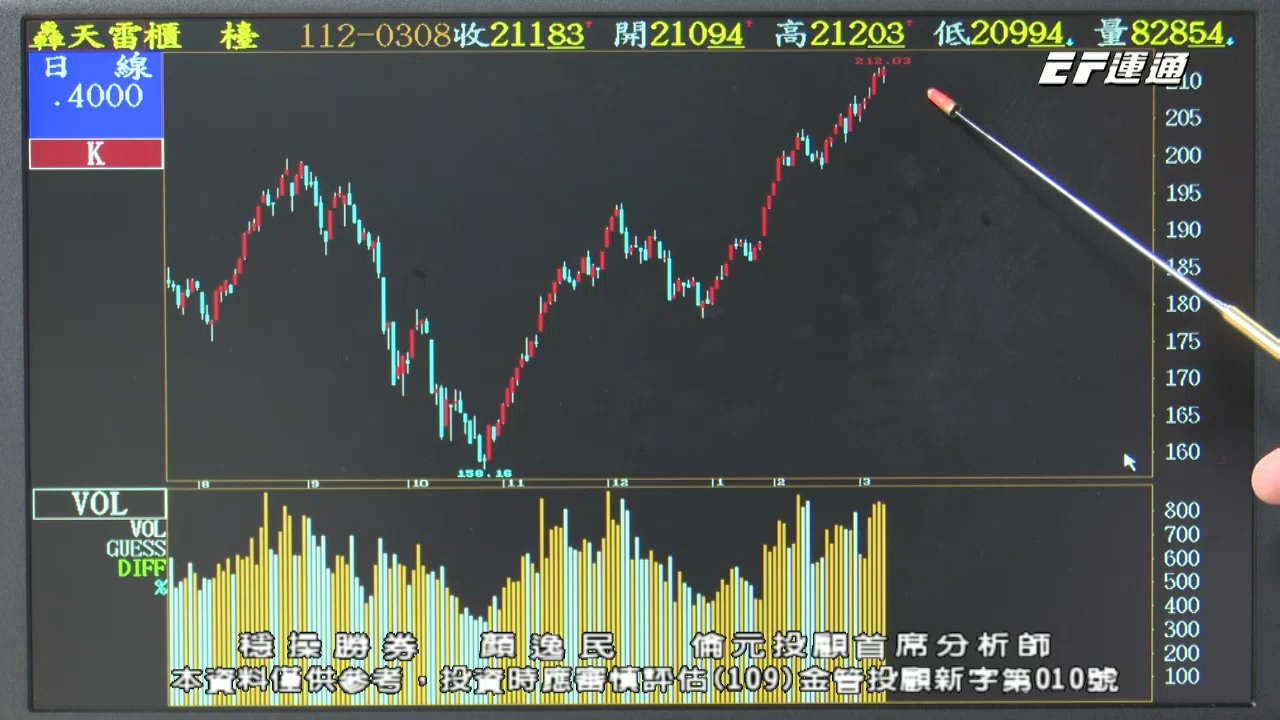 轟天雷櫃檯 112-0308收21183↑ 開21094↑ 高21203↑ 低20994↓ 量82854↓
日線
.4000
K
EF運通
212.03
210
205
200
195
190
185
180
175
170
165
160
158.16
8 9 10 11 12 1 2 3
VOL
VOL
GUESS
DIFF
%
800
700
600
500
400
300
200
100
穩操勝券 顏逸民 倫元投顧首席分析師
本資料僅供參考，投資時應審慎評估(109)金管投顧新字第010號